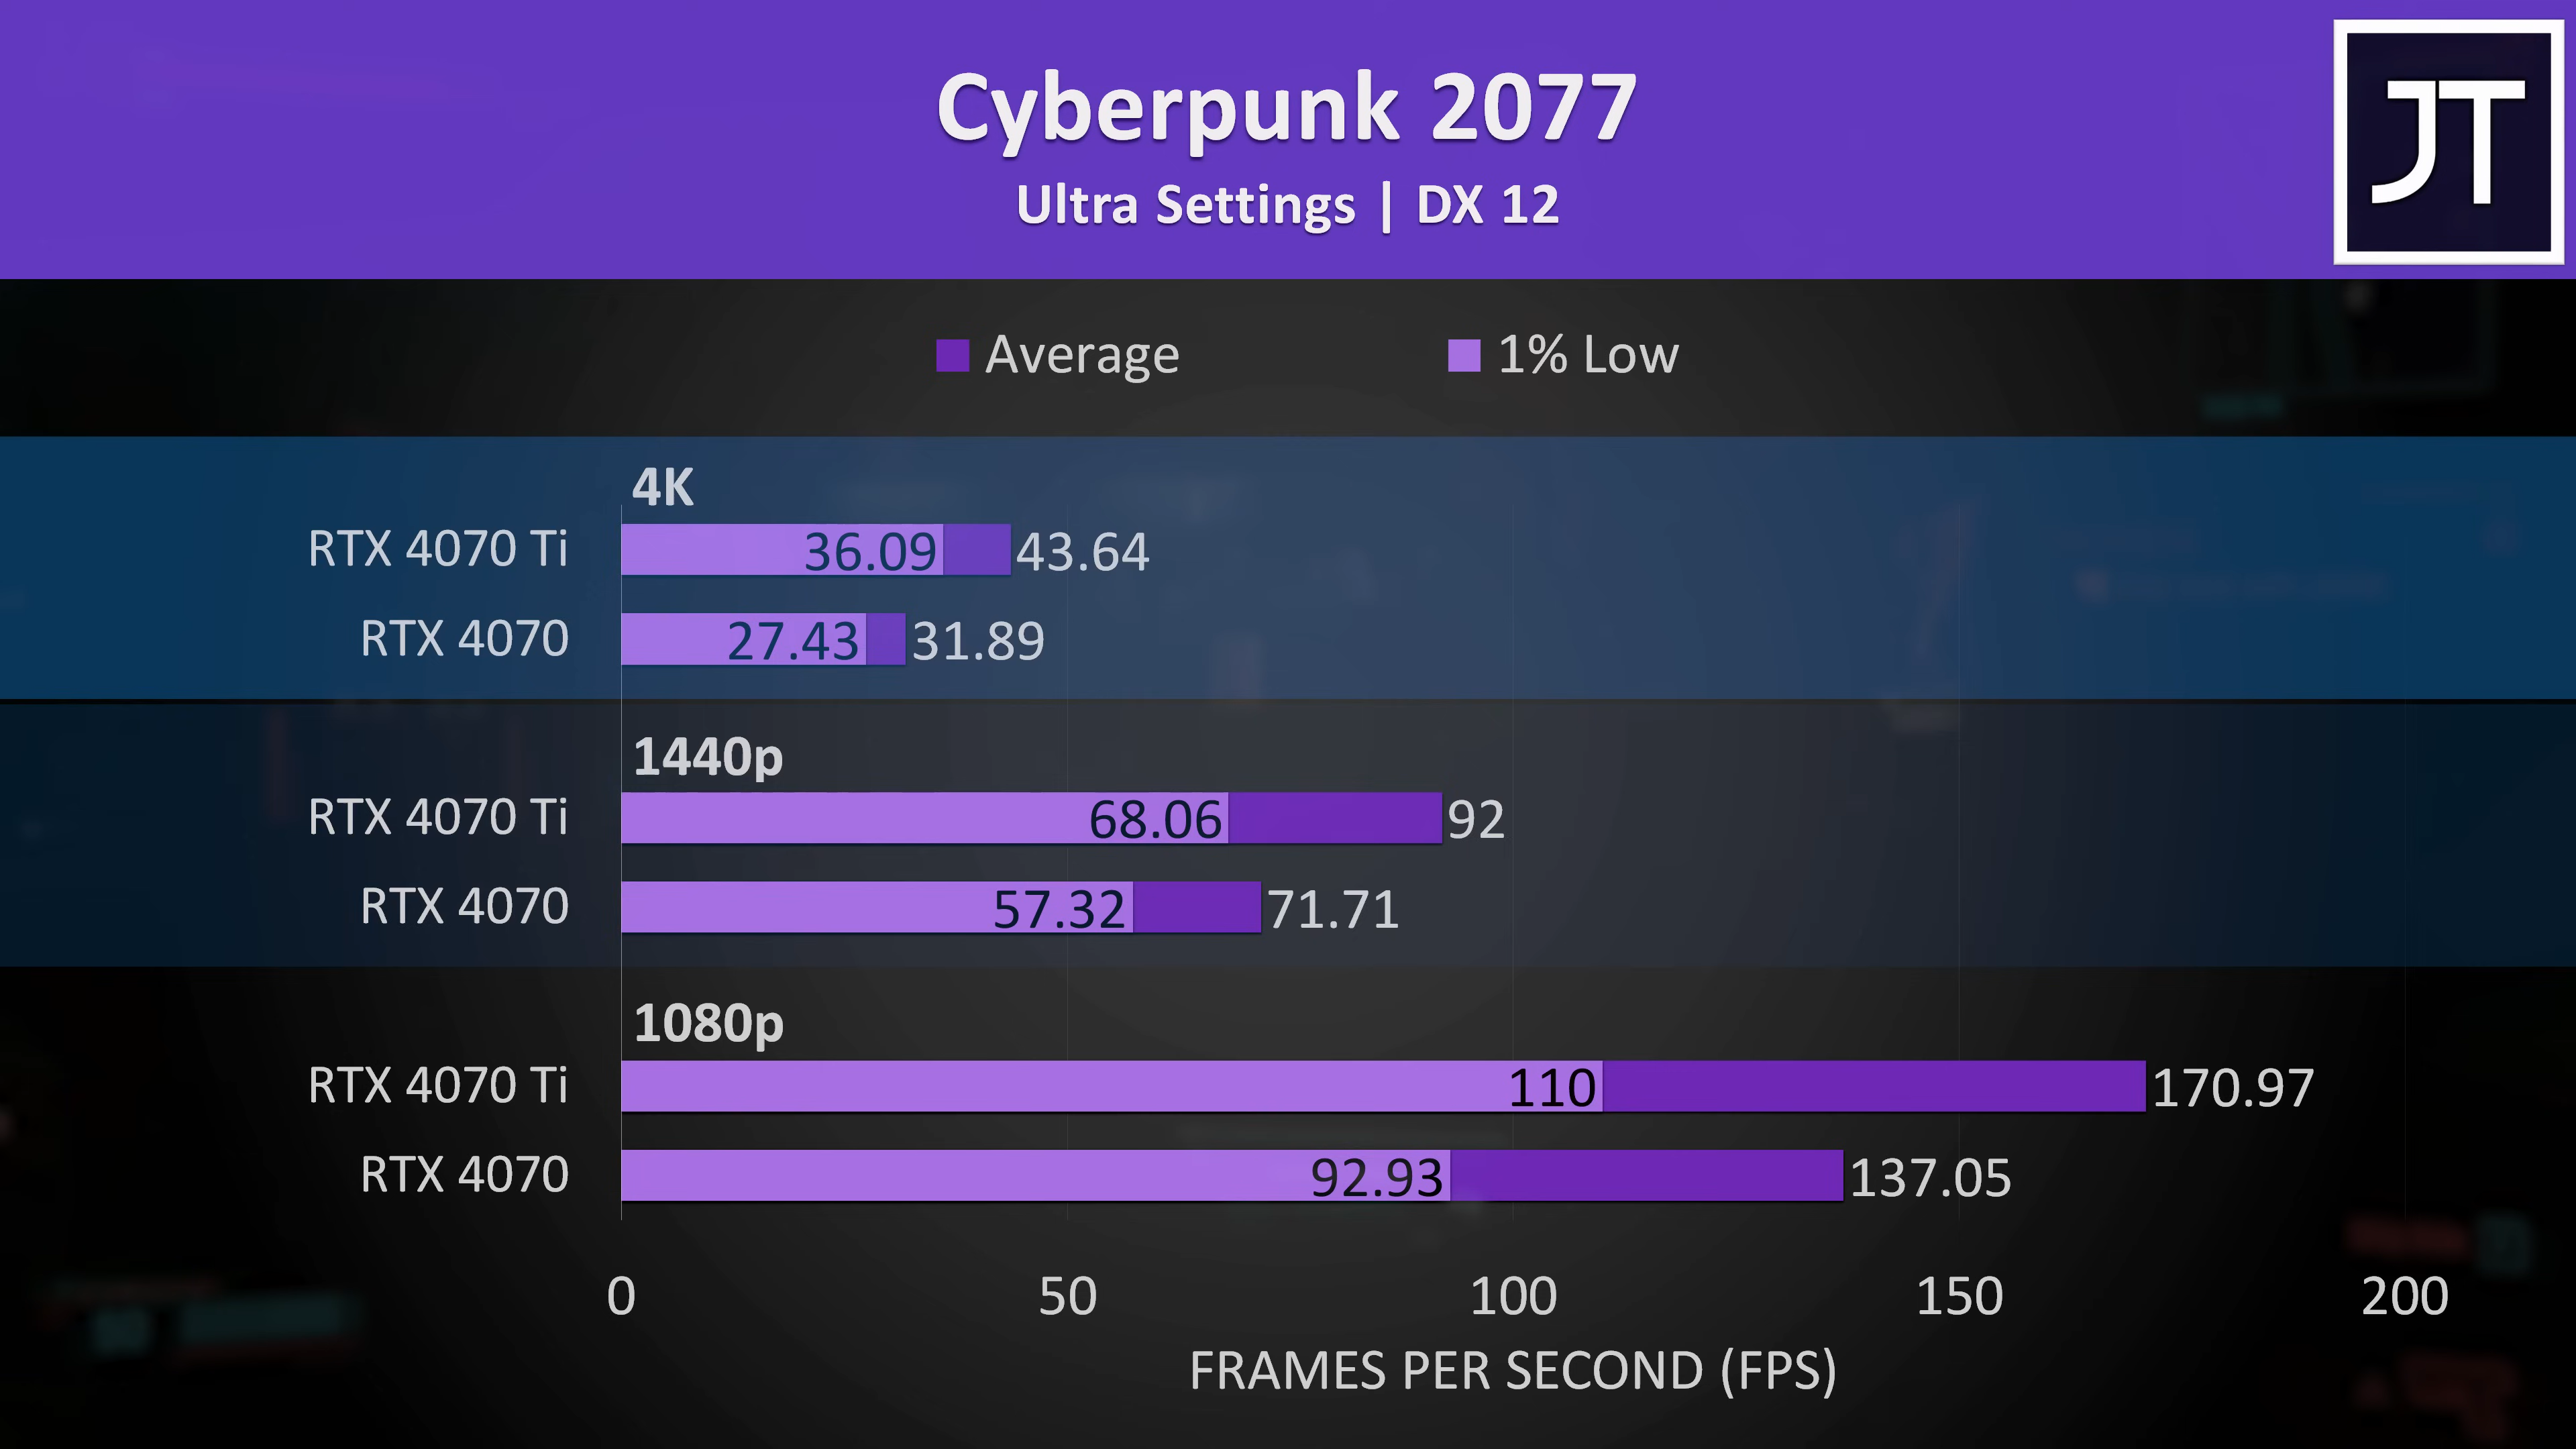 Cyberpunk 2077
Ultra Settings | DX 12
JT
Average 1% Low
4K
RTX 4070 Ti 36.09 43.64
RTX 4070 27.43 31.89
1440p
RTX 4070 Ti 68.06 92
RTX 4070 57.32 71.71
1080p
RTX 4070 Ti 110 170.97
RTX 4070 92.93 137.05
0 50 100 150 200
FRAMES PER SECOND (FPS)